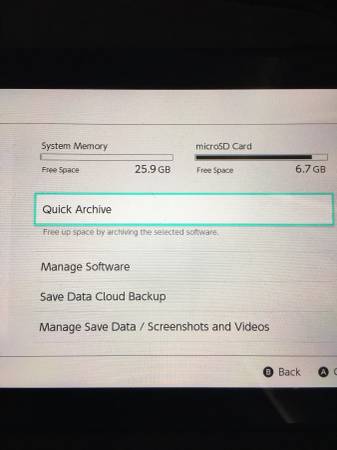 System Memory
microSD Card
Free Space 25.9 GB
Free Space 6.7 GB
Quick Archive
Free up space by archiving the selected software.
Manage Software
Save Data Cloud Backup
Manage Save Data / Screenshots and Videos
B Back A